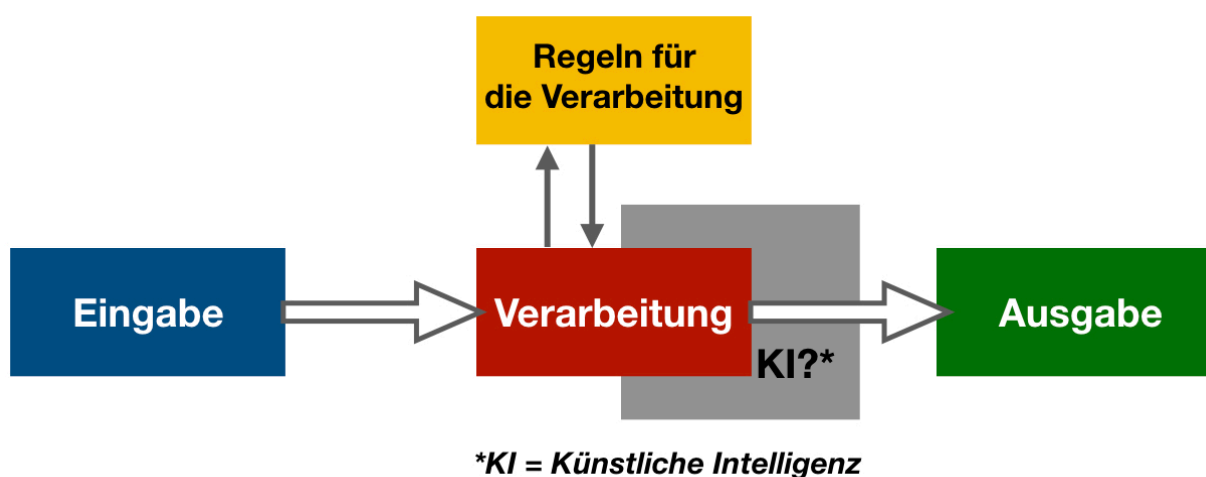 Regeln für
die Verarbeitung
Eingabe
Verarbeitung
Ausgabe
KI?*
*KI = Künstliche Intelligenz